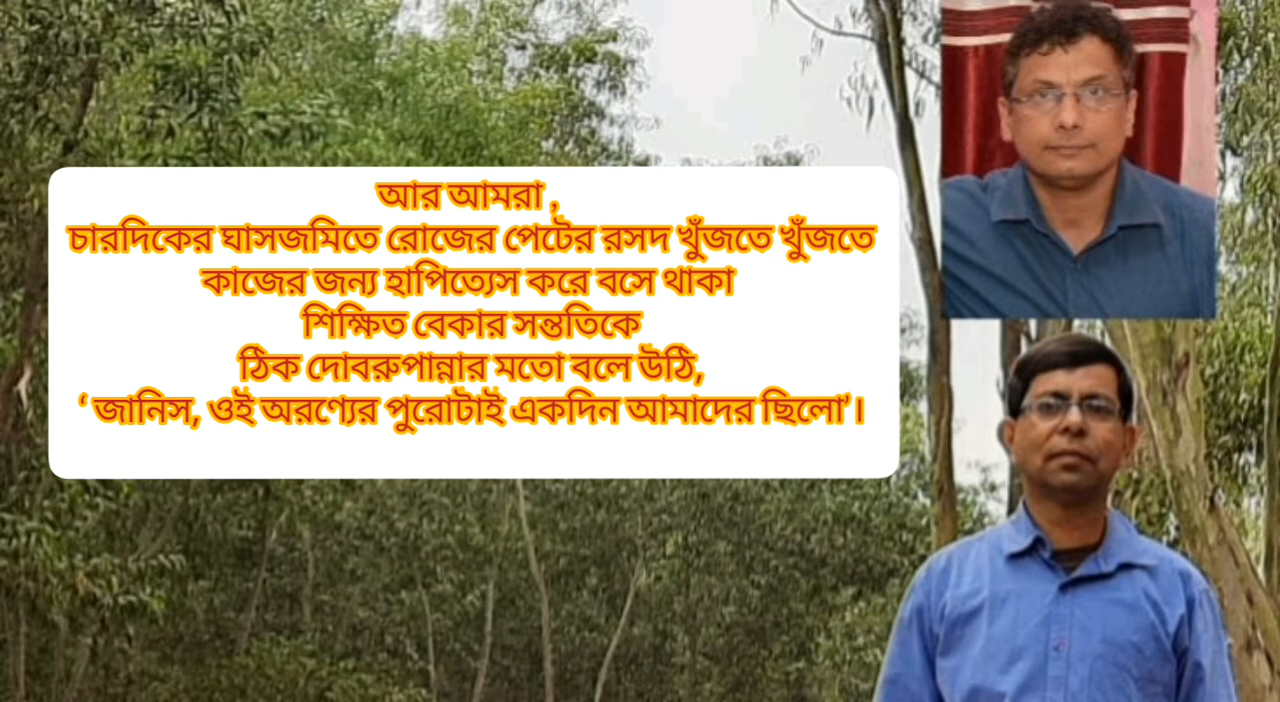 আর আমরা ,
চারদিকের ঘাসজমিতে রোজের পেটের রসদ খুঁজতে খুঁজতে
কাজের জন্য হাপিত্যেস করে বসে থাকা
শিক্ষিত বেকার সন্ততিকে
ঠিক দোবরুপান্নার মতো বলে উঠি,
‘ জানিস, ওই অরণ্যের পুরোটাই একদিন আমাদের ছিলো’।